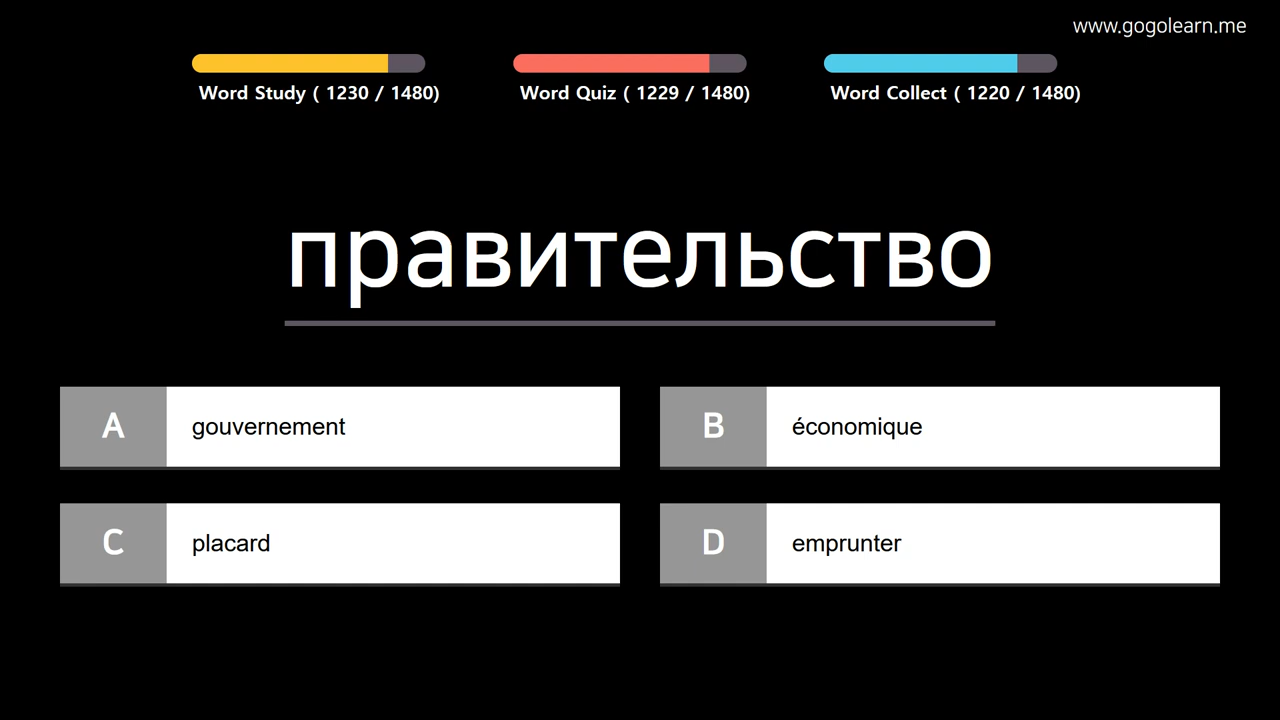 www.gogolearn.me
Word Study ( 1230 / 1480)
Word Quiz ( 1229 / 1480)
Word Collect ( 1220 / 1480)
правительство
A gouvernement
B économique
C placard
D emprunter